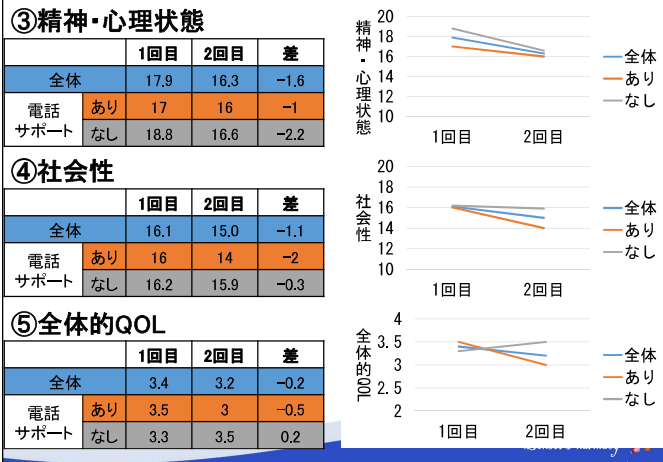 ③精神・心理状態
1回目 2回目 差
全体 17.9 16.3 −1.6
電話サポート あり 17 16 −1
なし 18.8 16.6 −2.2
精神・心理状態
20
18
16
14
12
10
1回目 2回目
全体
あり
なし
④社会性
1回目 2回目 差
全体 16.1 15.0 −1.1
電話サポート あり 16 14 −2
なし 16.2 15.9 −0.3
社会性
20
18
16
14
12
10
1回目 2回目
全体
あり
なし
⑤全体的QOL
1回目 2回目 差
全体 3.4 3.2 −0.2
電話サポート あり 3.5 3 −0.5
なし 3.3 3.5 0.2
全体的QOL
4
3.5
3
2.5
2
1回目 2回目
全体
あり
なし